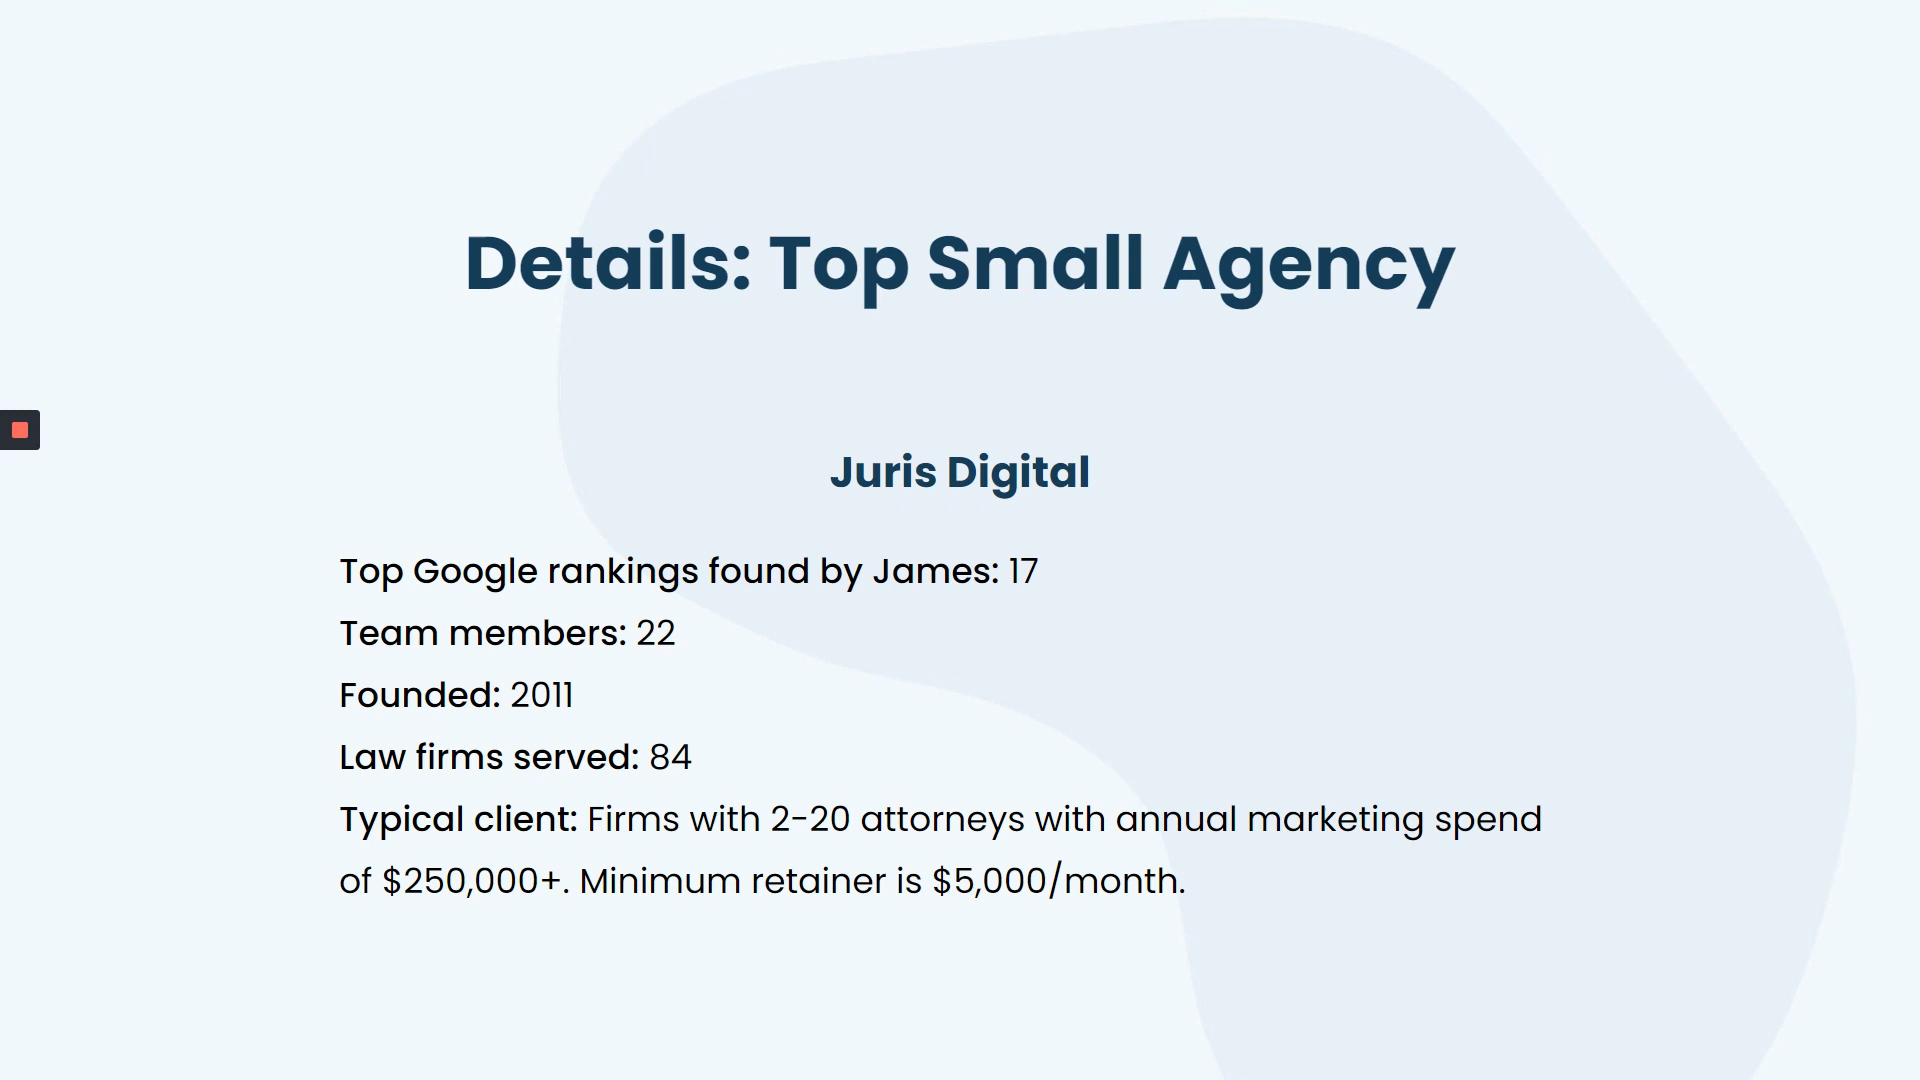 Details: Top Small Agency
Juris Digital
Top Google rankings found by James: 17
Team members: 22
Founded: 2011
Law firms served: 84
Typical client: Firms with 2-20 attorneys with annual marketing spend
of $250,000+. Minimum retainer is $5,000/month.